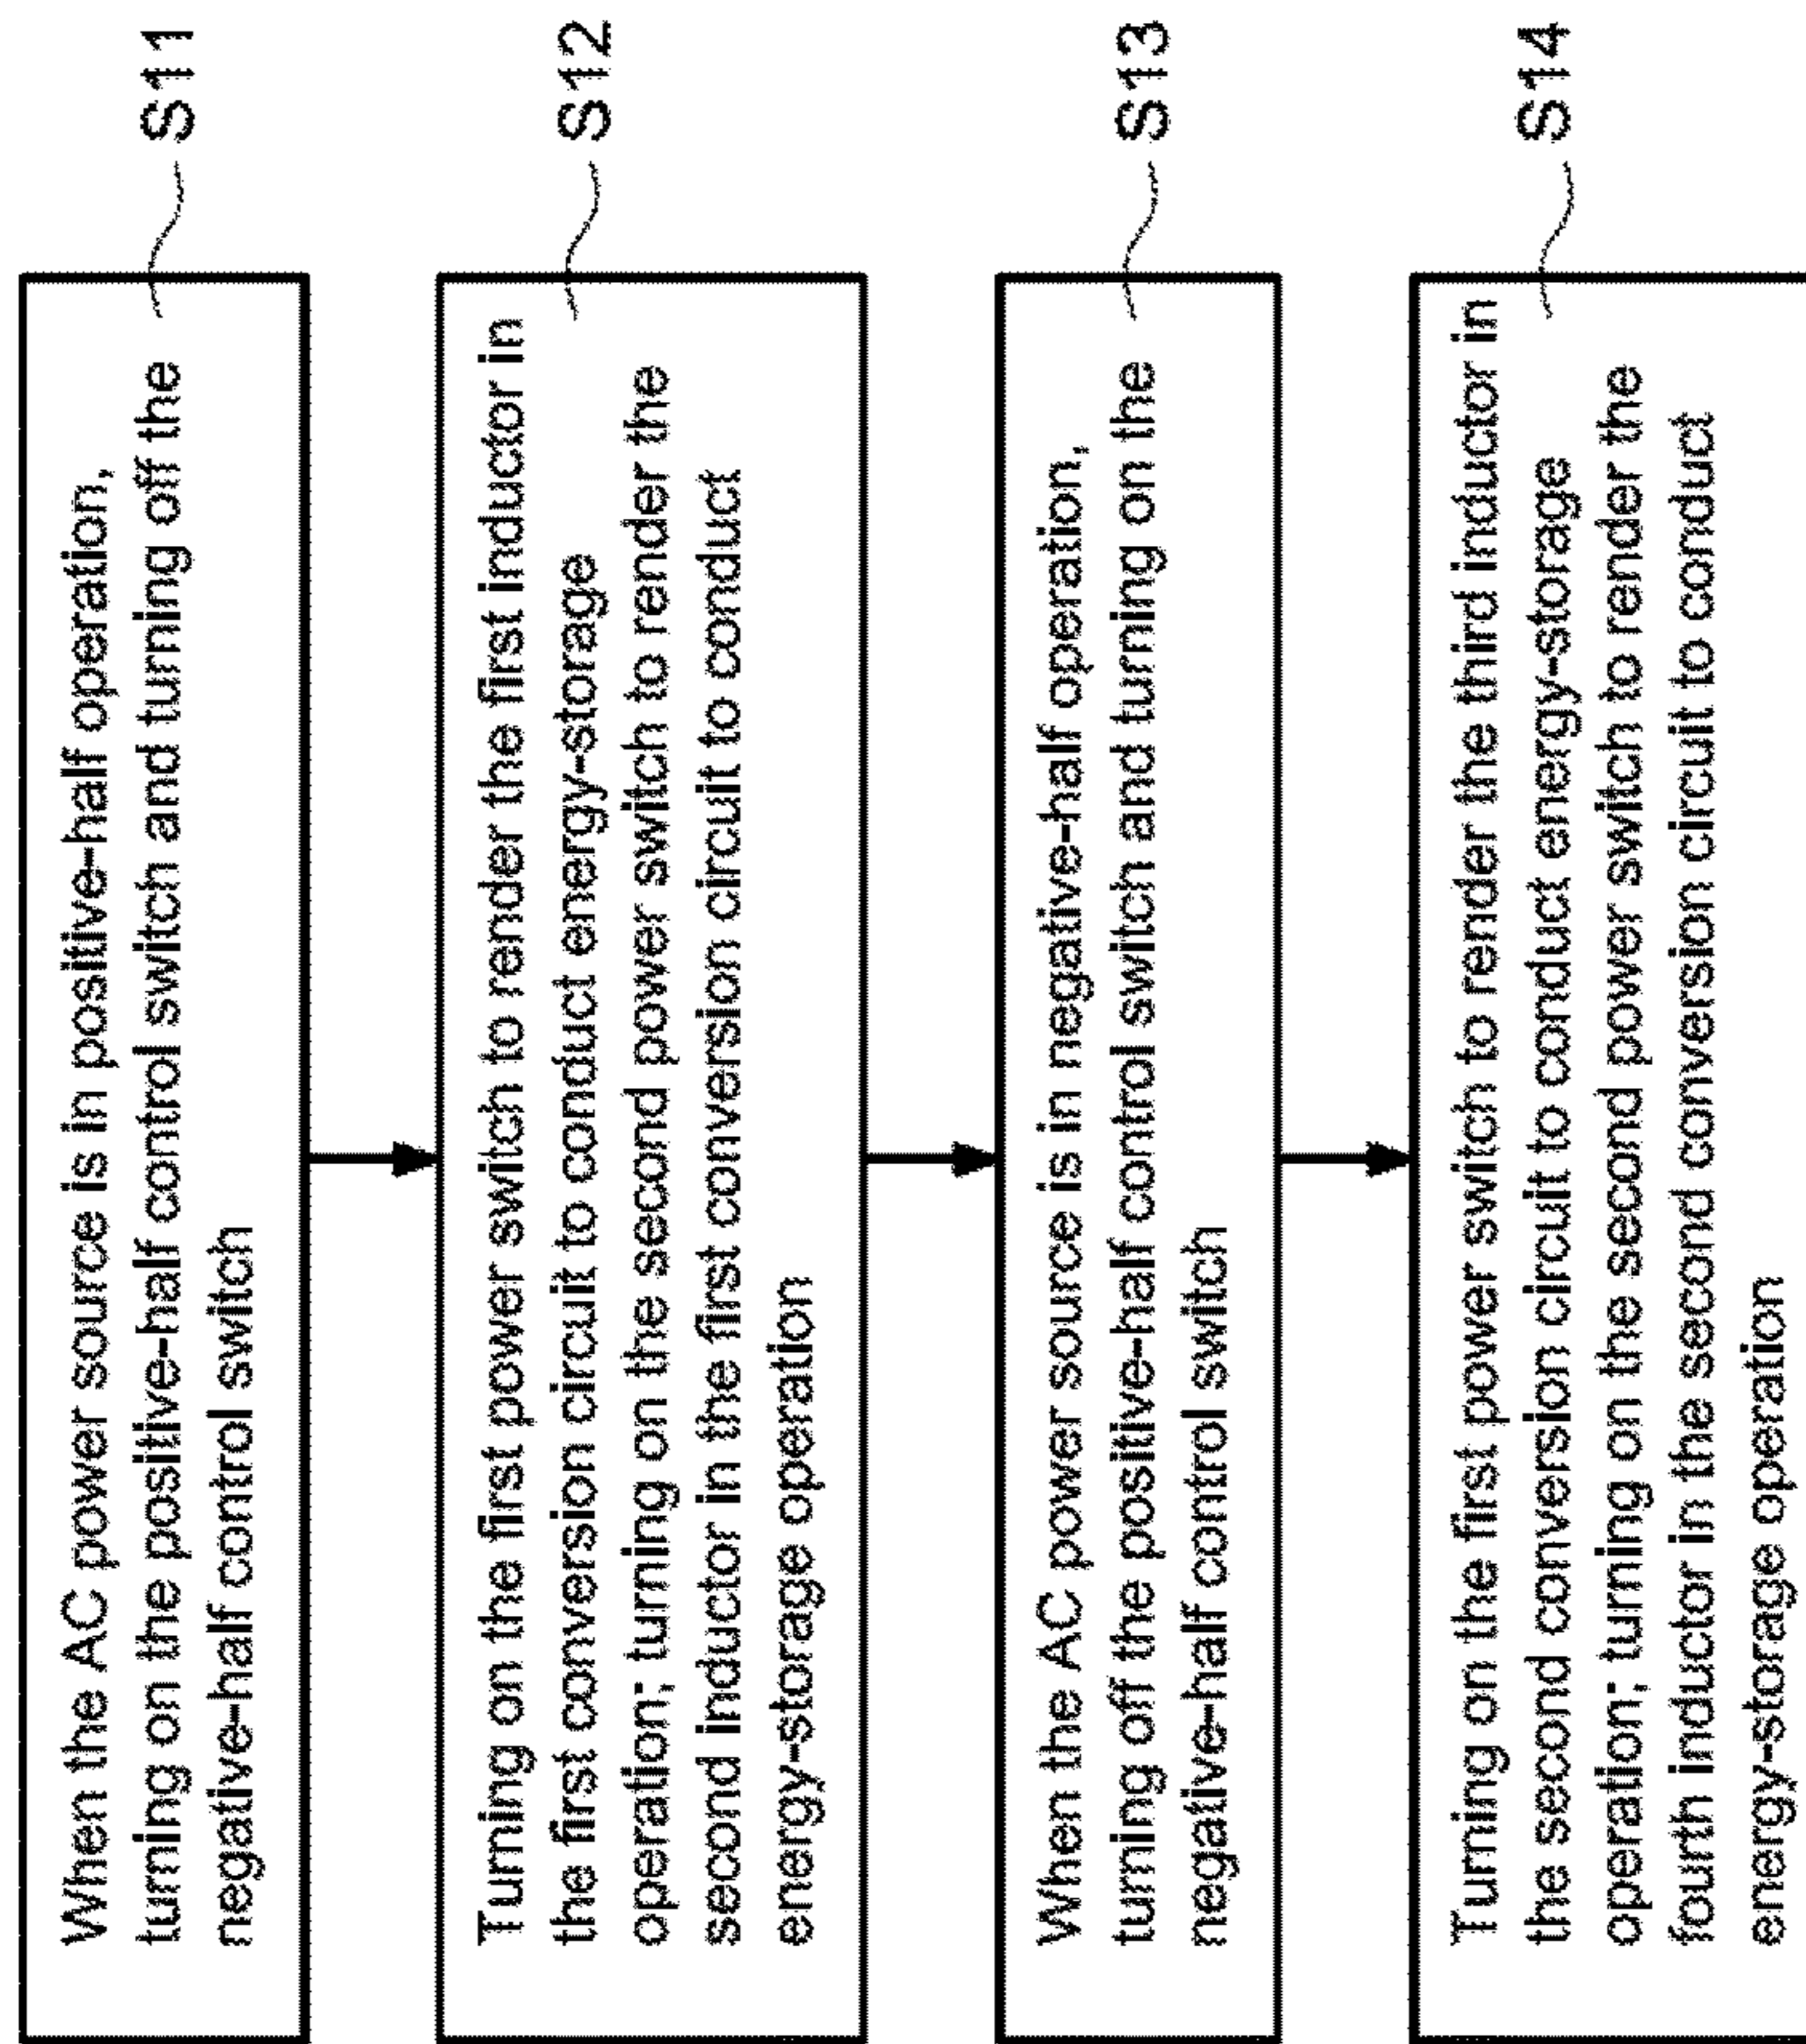 When the AC power source is in positive-half operation,
turning on the positive-half control switch and turning off the
negative-half control switch
S11
Turning on the first power switch to render the first inductor in
the first conversion circuit to conduct energy-storage
operation; turning on the second power switch to render the
second inductor in the first conversion circuit to conduct
energy-storage operation
S12
When the AC power source is in negative-half operation,
turning off the positive-half control switch and turning on the
negative-half control switch
S13
Turning on the first power switch to render the third inductor in
the second conversion circuit to conduct energy-storage
operation; turning on the second power switch to render the
fourth inductor in the second conversion circuit to conduct
energy-storage operation
S14